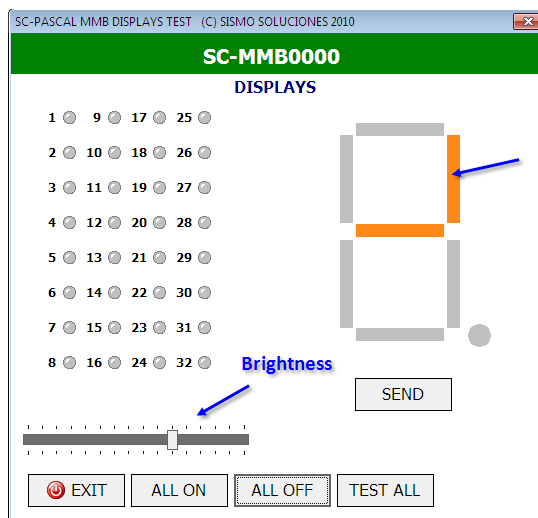 SC-PASCAL MMB DISPLAYS TEST (C) SISMO SOLUCIONES 2010
SC-MMB0000
DISPLAYS
1 9 17 25
2 10 18 26
3 11 19 27
4 12 20 28
5 13 21 29
6 14 22 30
7 15 23 31
8 16 24 32
Brightness
SEND
EXIT ALL ON ALL OFF TEST ALL